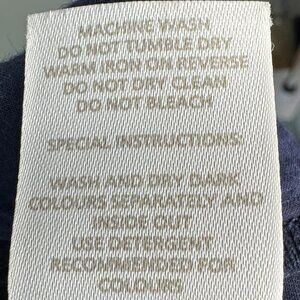 MACHINE WASH
DO NOT TUMBLE DRY
WARM IRON ON REVERSE
DO NOT DRY CLEAN
DO NOT BLEACH
SPECIAL INSTRUCTIONS:
WASH AND DRY DARK
COLOURS SEPARATELY AND
INSIDE OUT
USE DETERGENT
RECOMMENDED FOR
COLOURS